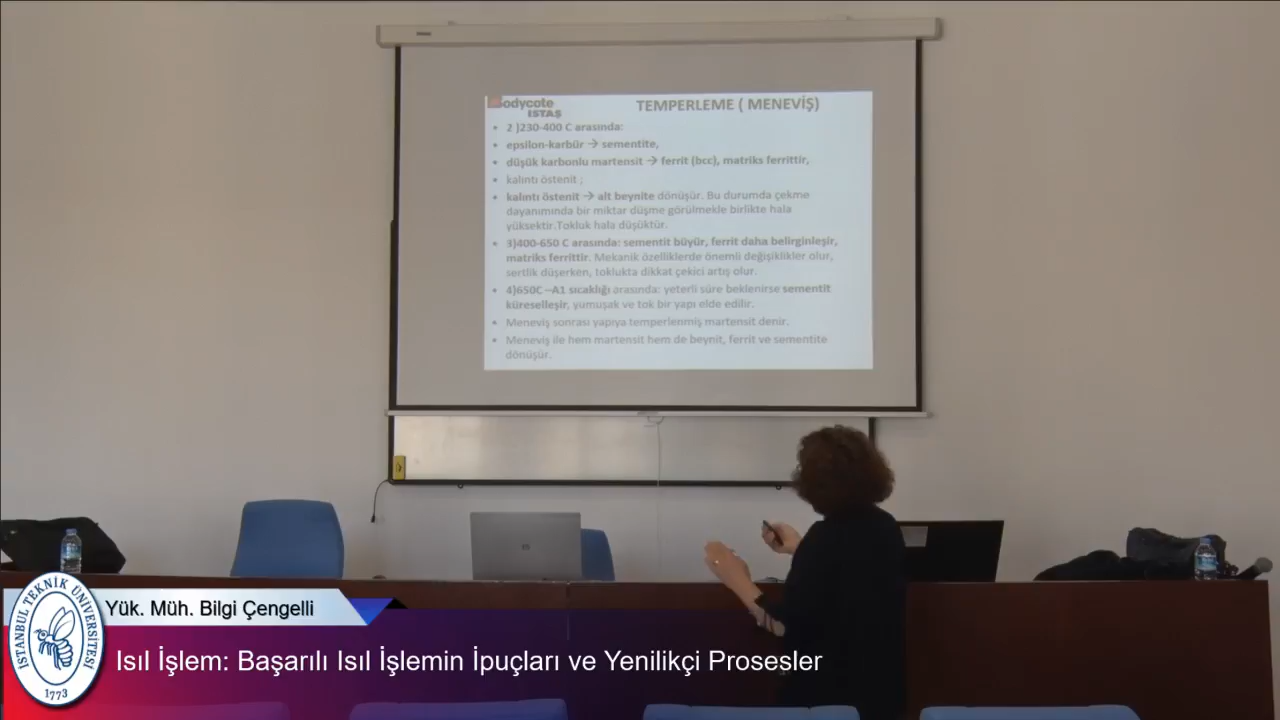 Bodycote
ISTAŞ
TEMPERLEME ( MENEVİŞ)
• 2 )230-400 C arasında:
• epsilon-karbür → sementite,
• düşük karbonlu martensit → ferrit (bcc), matriks ferrittir,
• kalıntı östenit ;
• kalıntı östenit → alt beynite dönüşür. Bu durumda çekme
dayanımında bir miktar düşme görülmekle birlikte hala
yüksektir.Tokluk hala düşüktür.
• 3)400-650 C arasında: sementit büyür, ferrit daha belirginleşir,
matriks ferrittir. Mekanik özelliklerde önemli değişiklikler olur,
sertlik düşerken, toklukta dikkat çekici artış olur.
• 4)650C –A1 sıcaklığı arasında: yeterli süre beklenirse sementit
küreselleşir, yumuşak ve tok bir yapı elde edilir.
• Meneviş sonrası yapıya temperlenmiş martensit denir.
• Meneviş ile hem martensit hem de beynit, ferrit ve sementite
dönüşür.
İSTANBUL TEKNİK ÜNİVERSİTESİ
1773
Yük. Müh. Bilgi Çengelli
Isıl İşlem: Başarılı Isıl İşlemin İpuçları ve Yenilikçi Prosesler